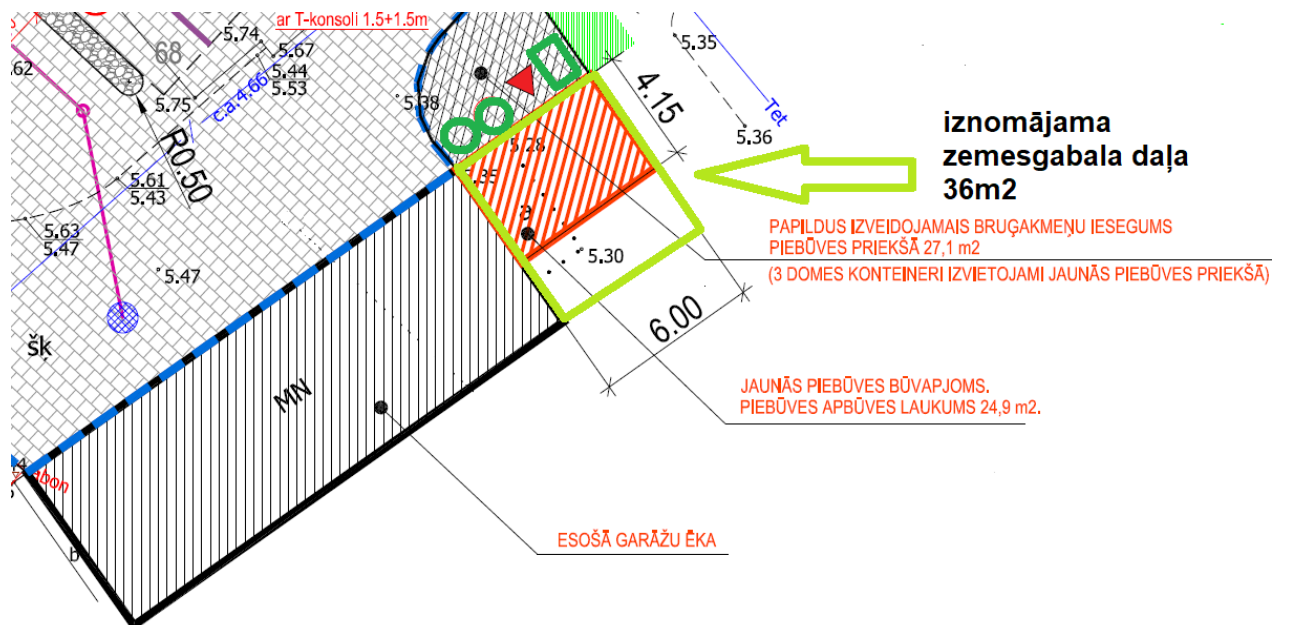 ar T-konsoli 1.5+1.5m
5.74
5.67
5.44
5.53
68
.62
5.75
c.a.4.66
R0.50
5.38
5.35
4.15
Tet
5.36
iznomājama
zemesgabala daļa
36m2
5.28
5.35
a
5.30
5.61
5.43
5.63
5.47
5.47
PAPILDUS IZVEIDOJAMAIS BRUĢAKMEŅU IESEGUMS
PIEBŪVES PRIEKŠĀ 27,1 m2
(3 DOMES KONTEINERI IZVIETOJAMI JAUNĀS PIEBŪVES PRIEKŠĀ)
6.00
šķ
MN
JAUNĀS PIEBŪVES BŪVAPJOMS.
PIEBŪVES APBŪVES LAUKUMS 24,9 m2.
abon
b
ESOŠĀ GARĀŽU ĒKA